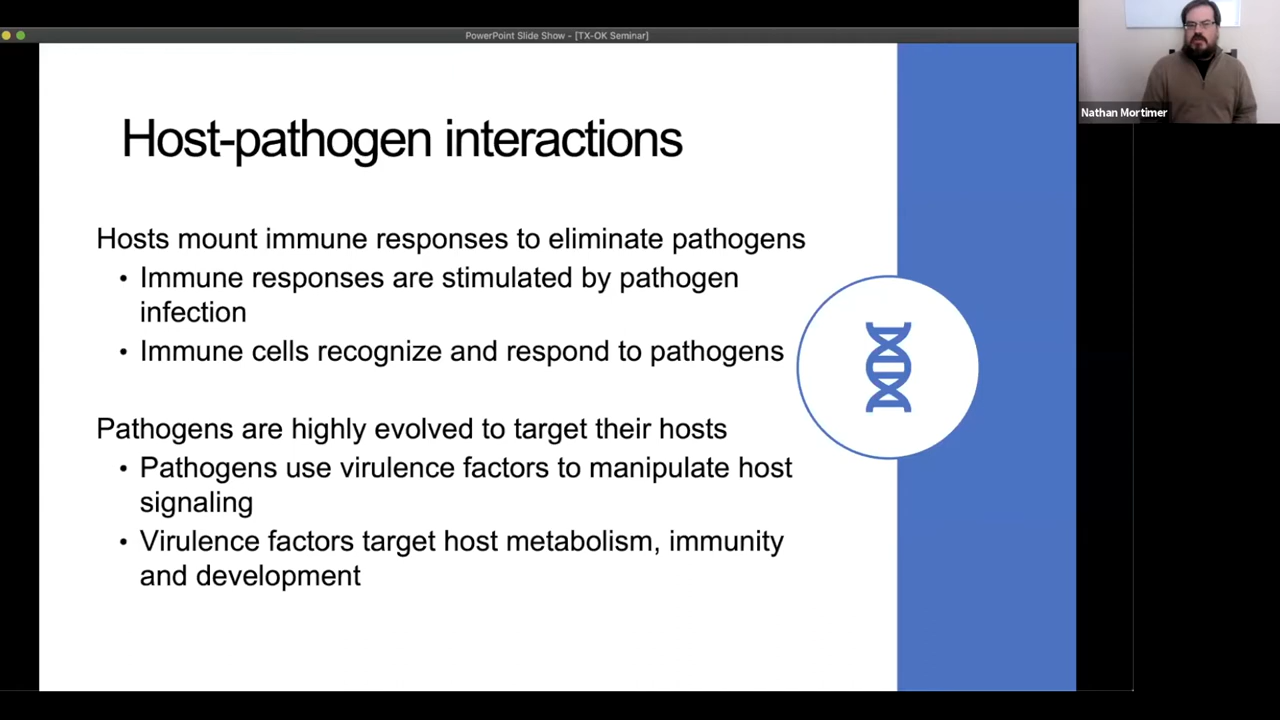 PowerPoint Slide Show - [TX-OK Seminar]
Nathan Mortimer
Host-pathogen interactions
Hosts mount immune responses to eliminate pathogens
• Immune responses are stimulated by pathogen
infection
• Immune cells recognize and respond to pathogens
Pathogens are highly evolved to target their hosts
• Pathogens use virulence factors to manipulate host
signaling
• Virulence factors target host metabolism, immunity
and development